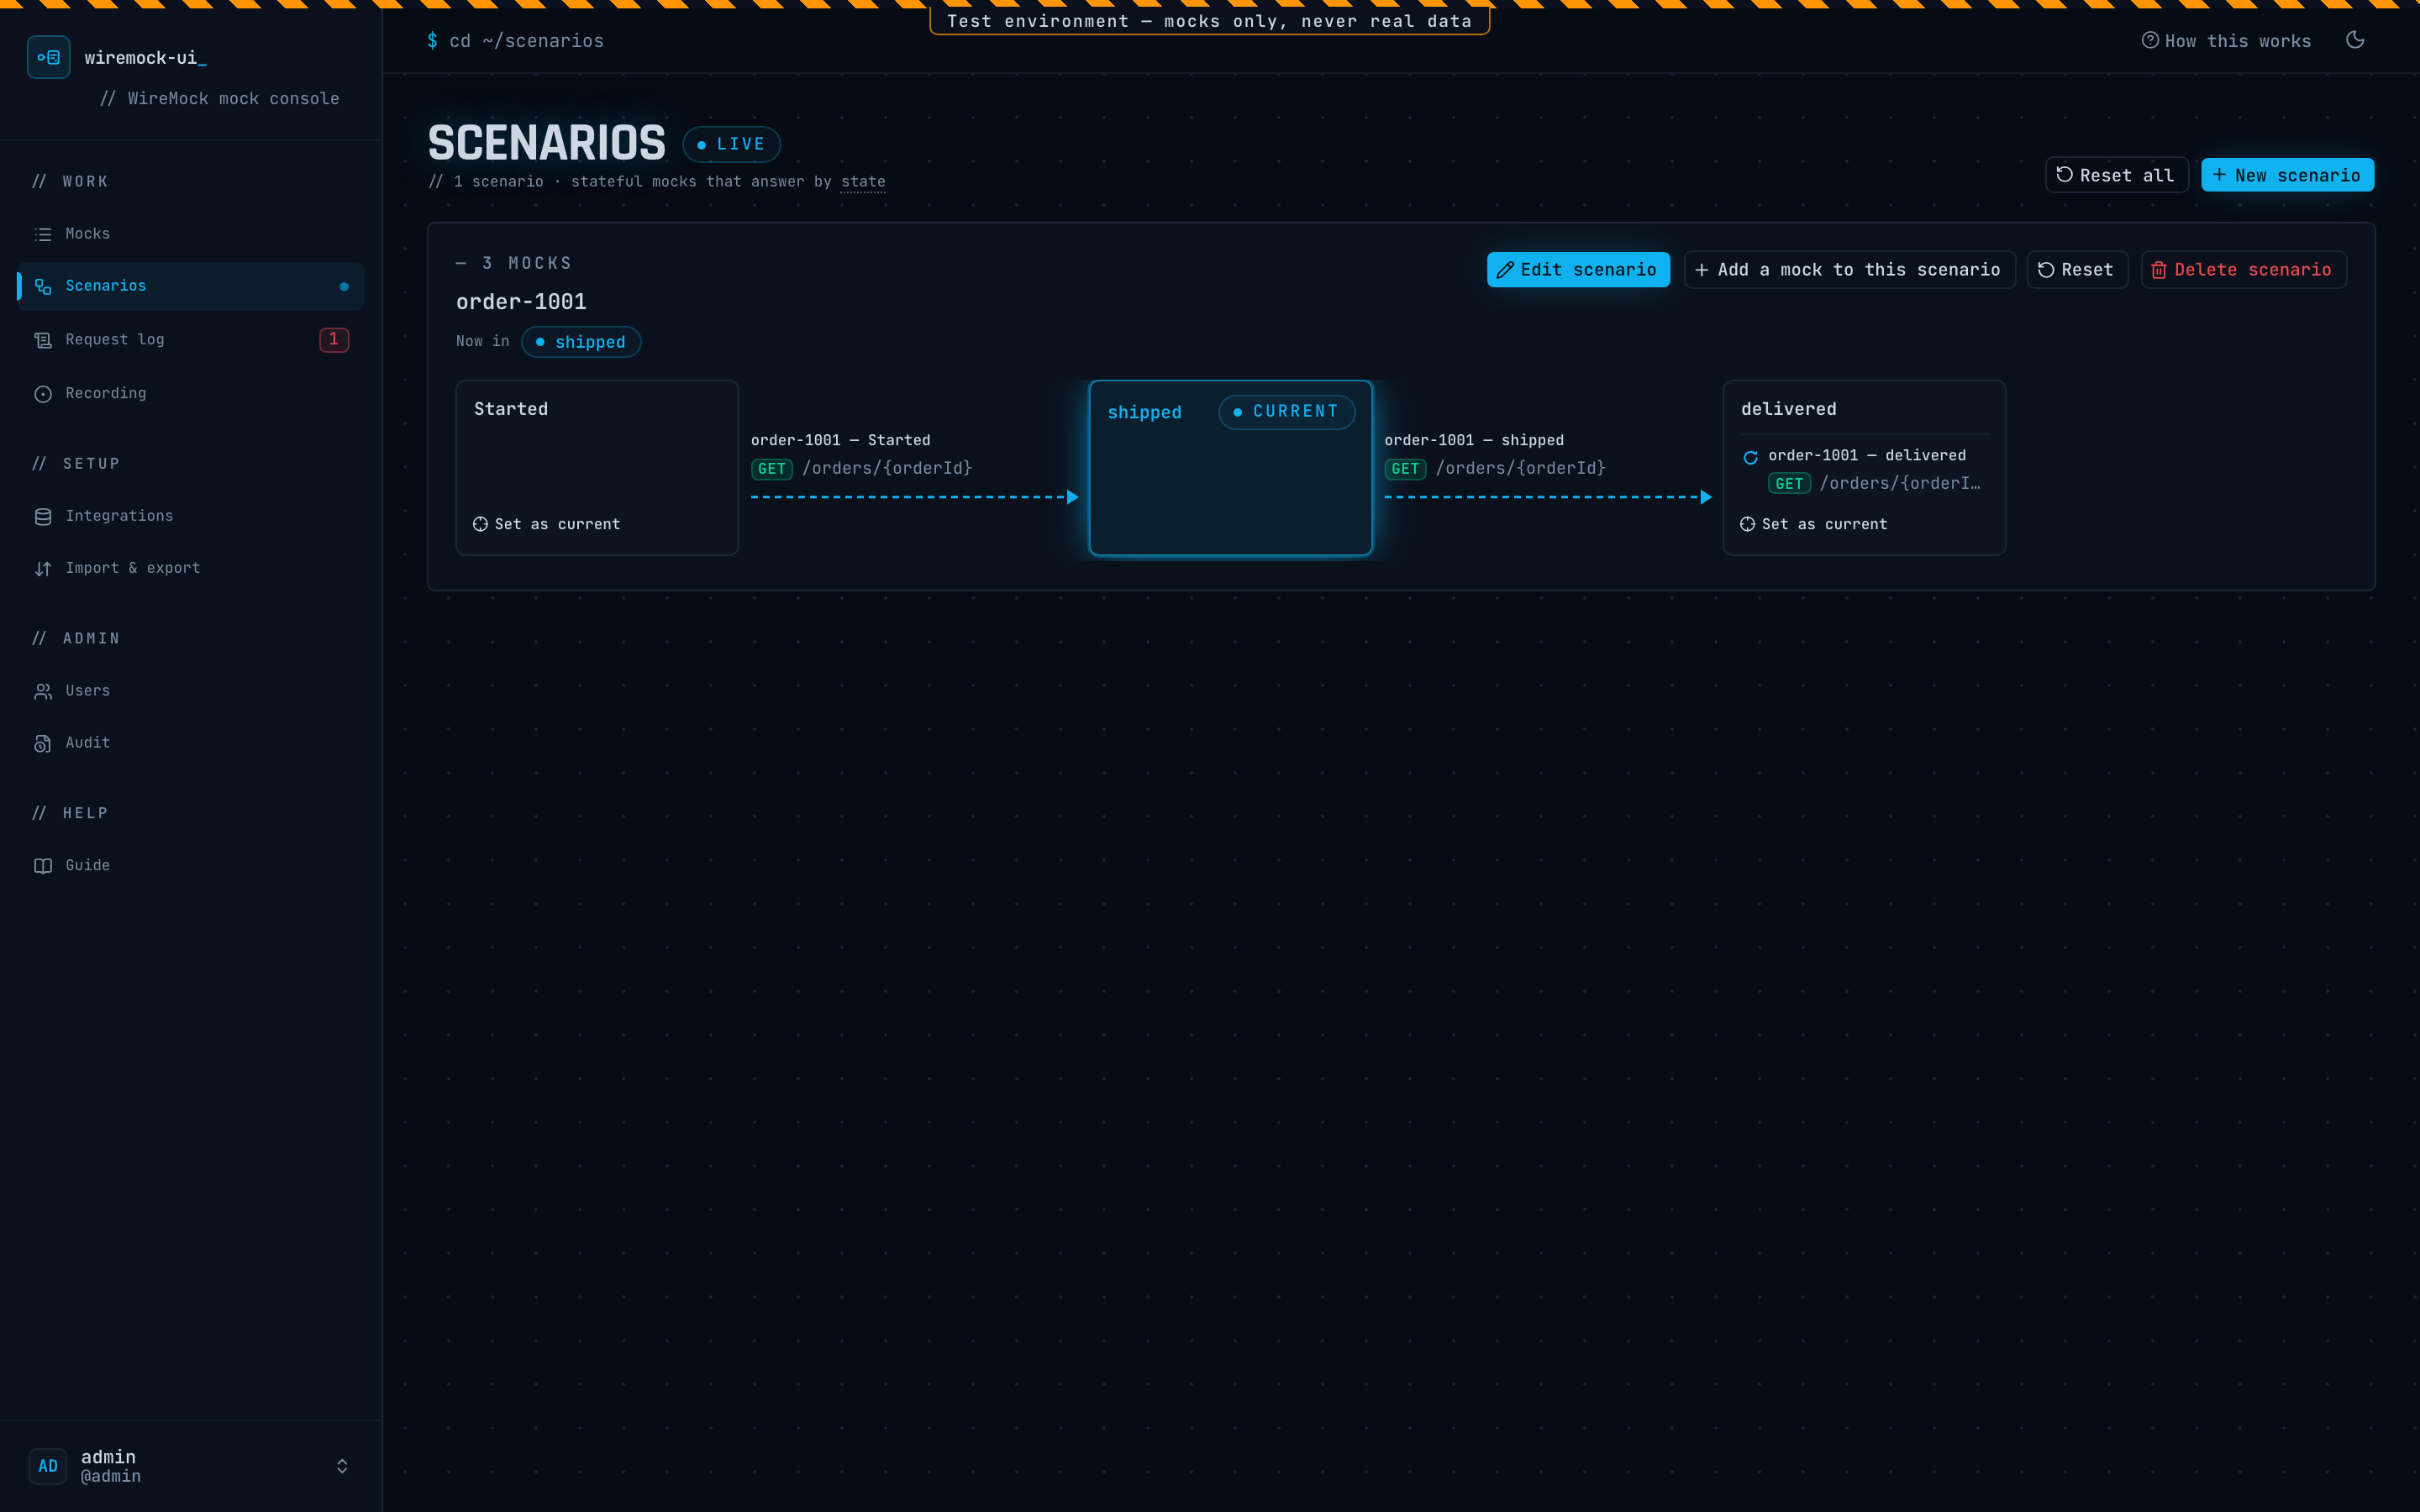 Test environment — mocks only, never real data
wiremock-ui_
// WireMock mock console
$ cd ~/scenarios
How this works
// WORK
Mocks
Scenarios
Request log 1
Recording
// SETUP
Integrations
Import & export
// ADMIN
Users
Audit
// HELP
Guide
AD
admin
@admin
SCENARIOS
LIVE
// 1 scenario · stateful mocks that answer by state
Reset all
New scenario
— 3 MOCKS
order-1001
Now in shipped
Edit scenario
Add a mock to this scenario
Reset
Delete scenario
Started
Set as current
order-1001 — Started
GET /orders/{orderId}
shipped
CURRENT
order-1001 — shipped
GET /orders/{orderId}
delivered
order-1001 — delivered
GET /orders/{orderI…
Set as current